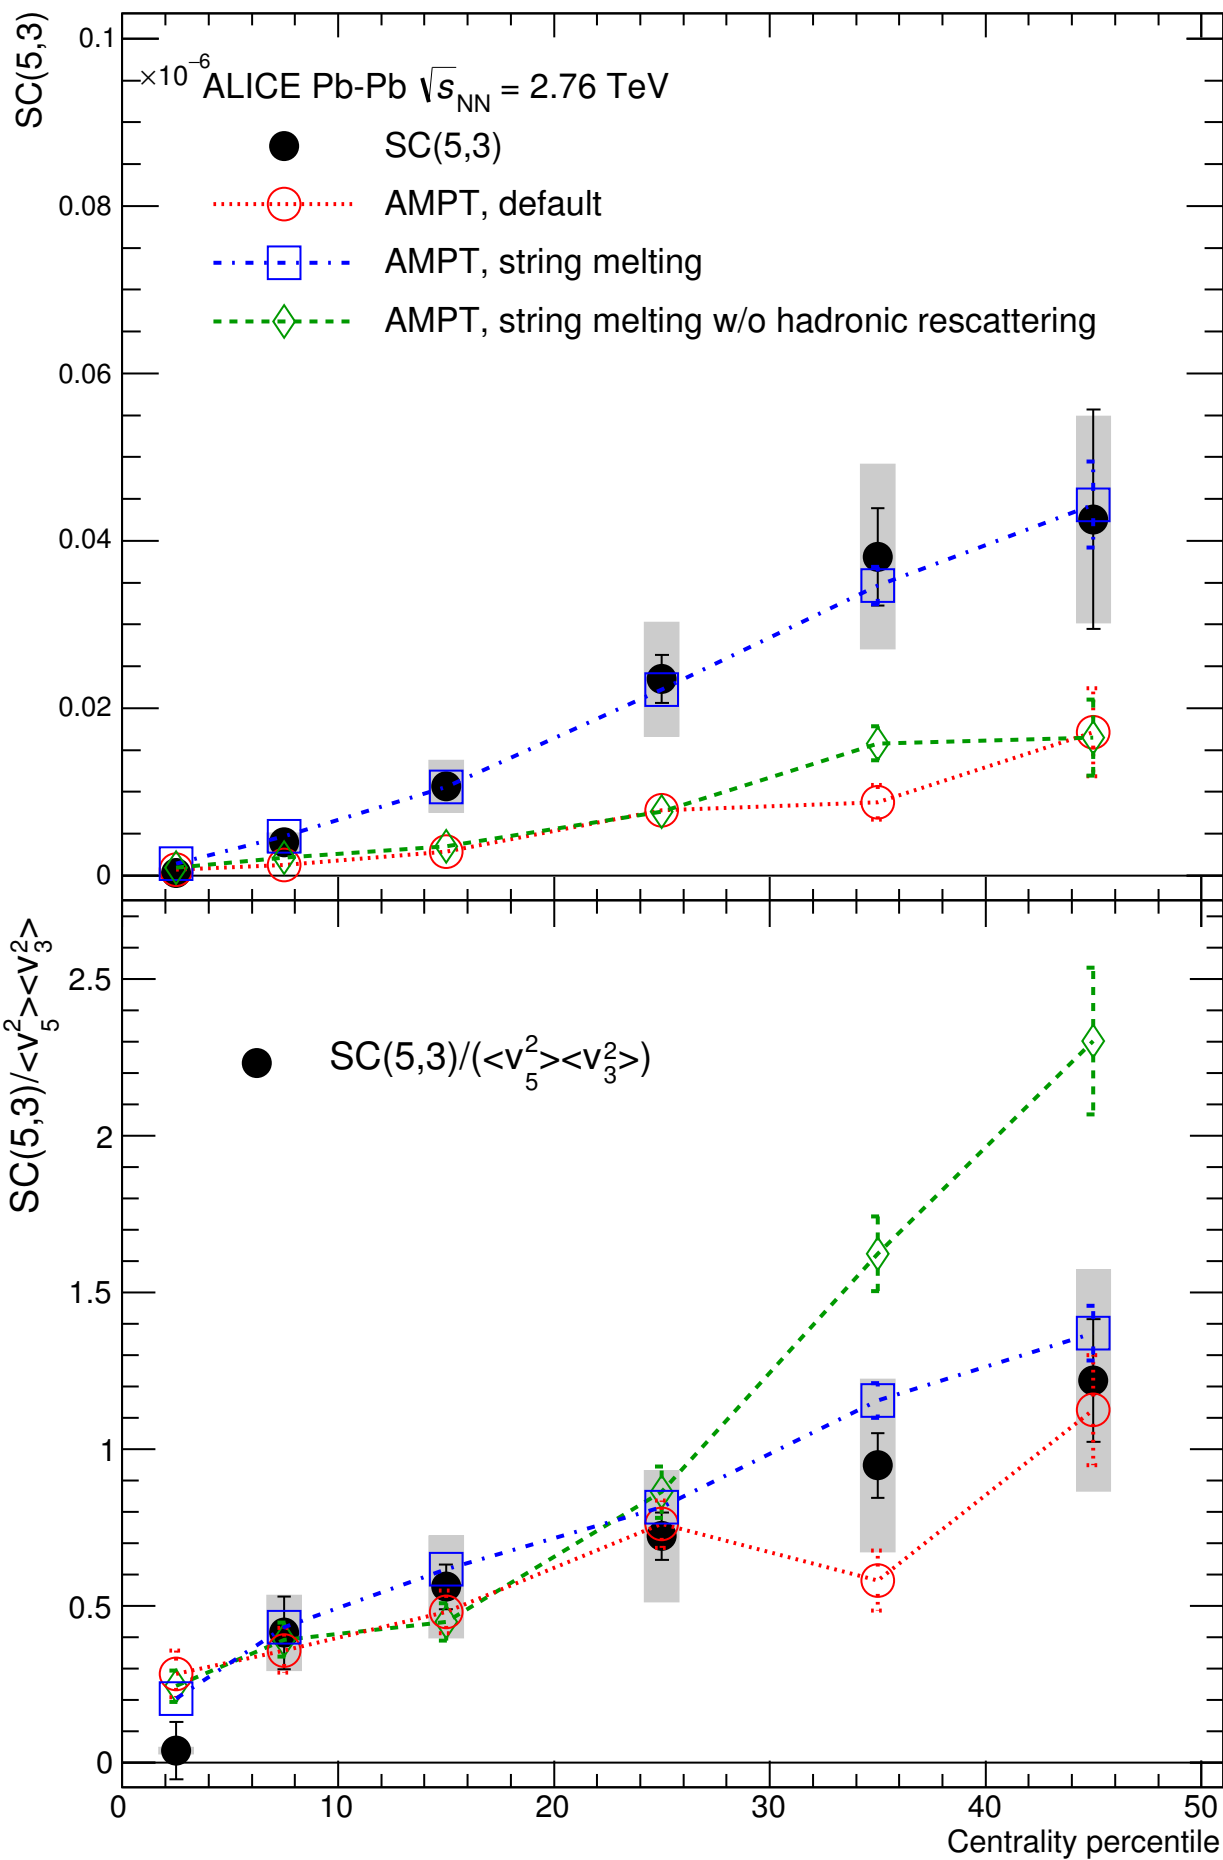 SC(5,3)
0.1
×10⁻⁶
ALICE Pb-Pb √s_NN = 2.76 TeV
SC(5,3)
AMPT, default
AMPT, string melting
AMPT, string melting w/o hadronic rescattering
0.08
0.06
0.04
0.02
0
SC(5,3)/<v₅²><v₃²>
2.5
SC(5,3)/(<v₅²><v₃²>)
2
1.5
1
0.5
0
0 10 20 30 40 50
Centrality percentile